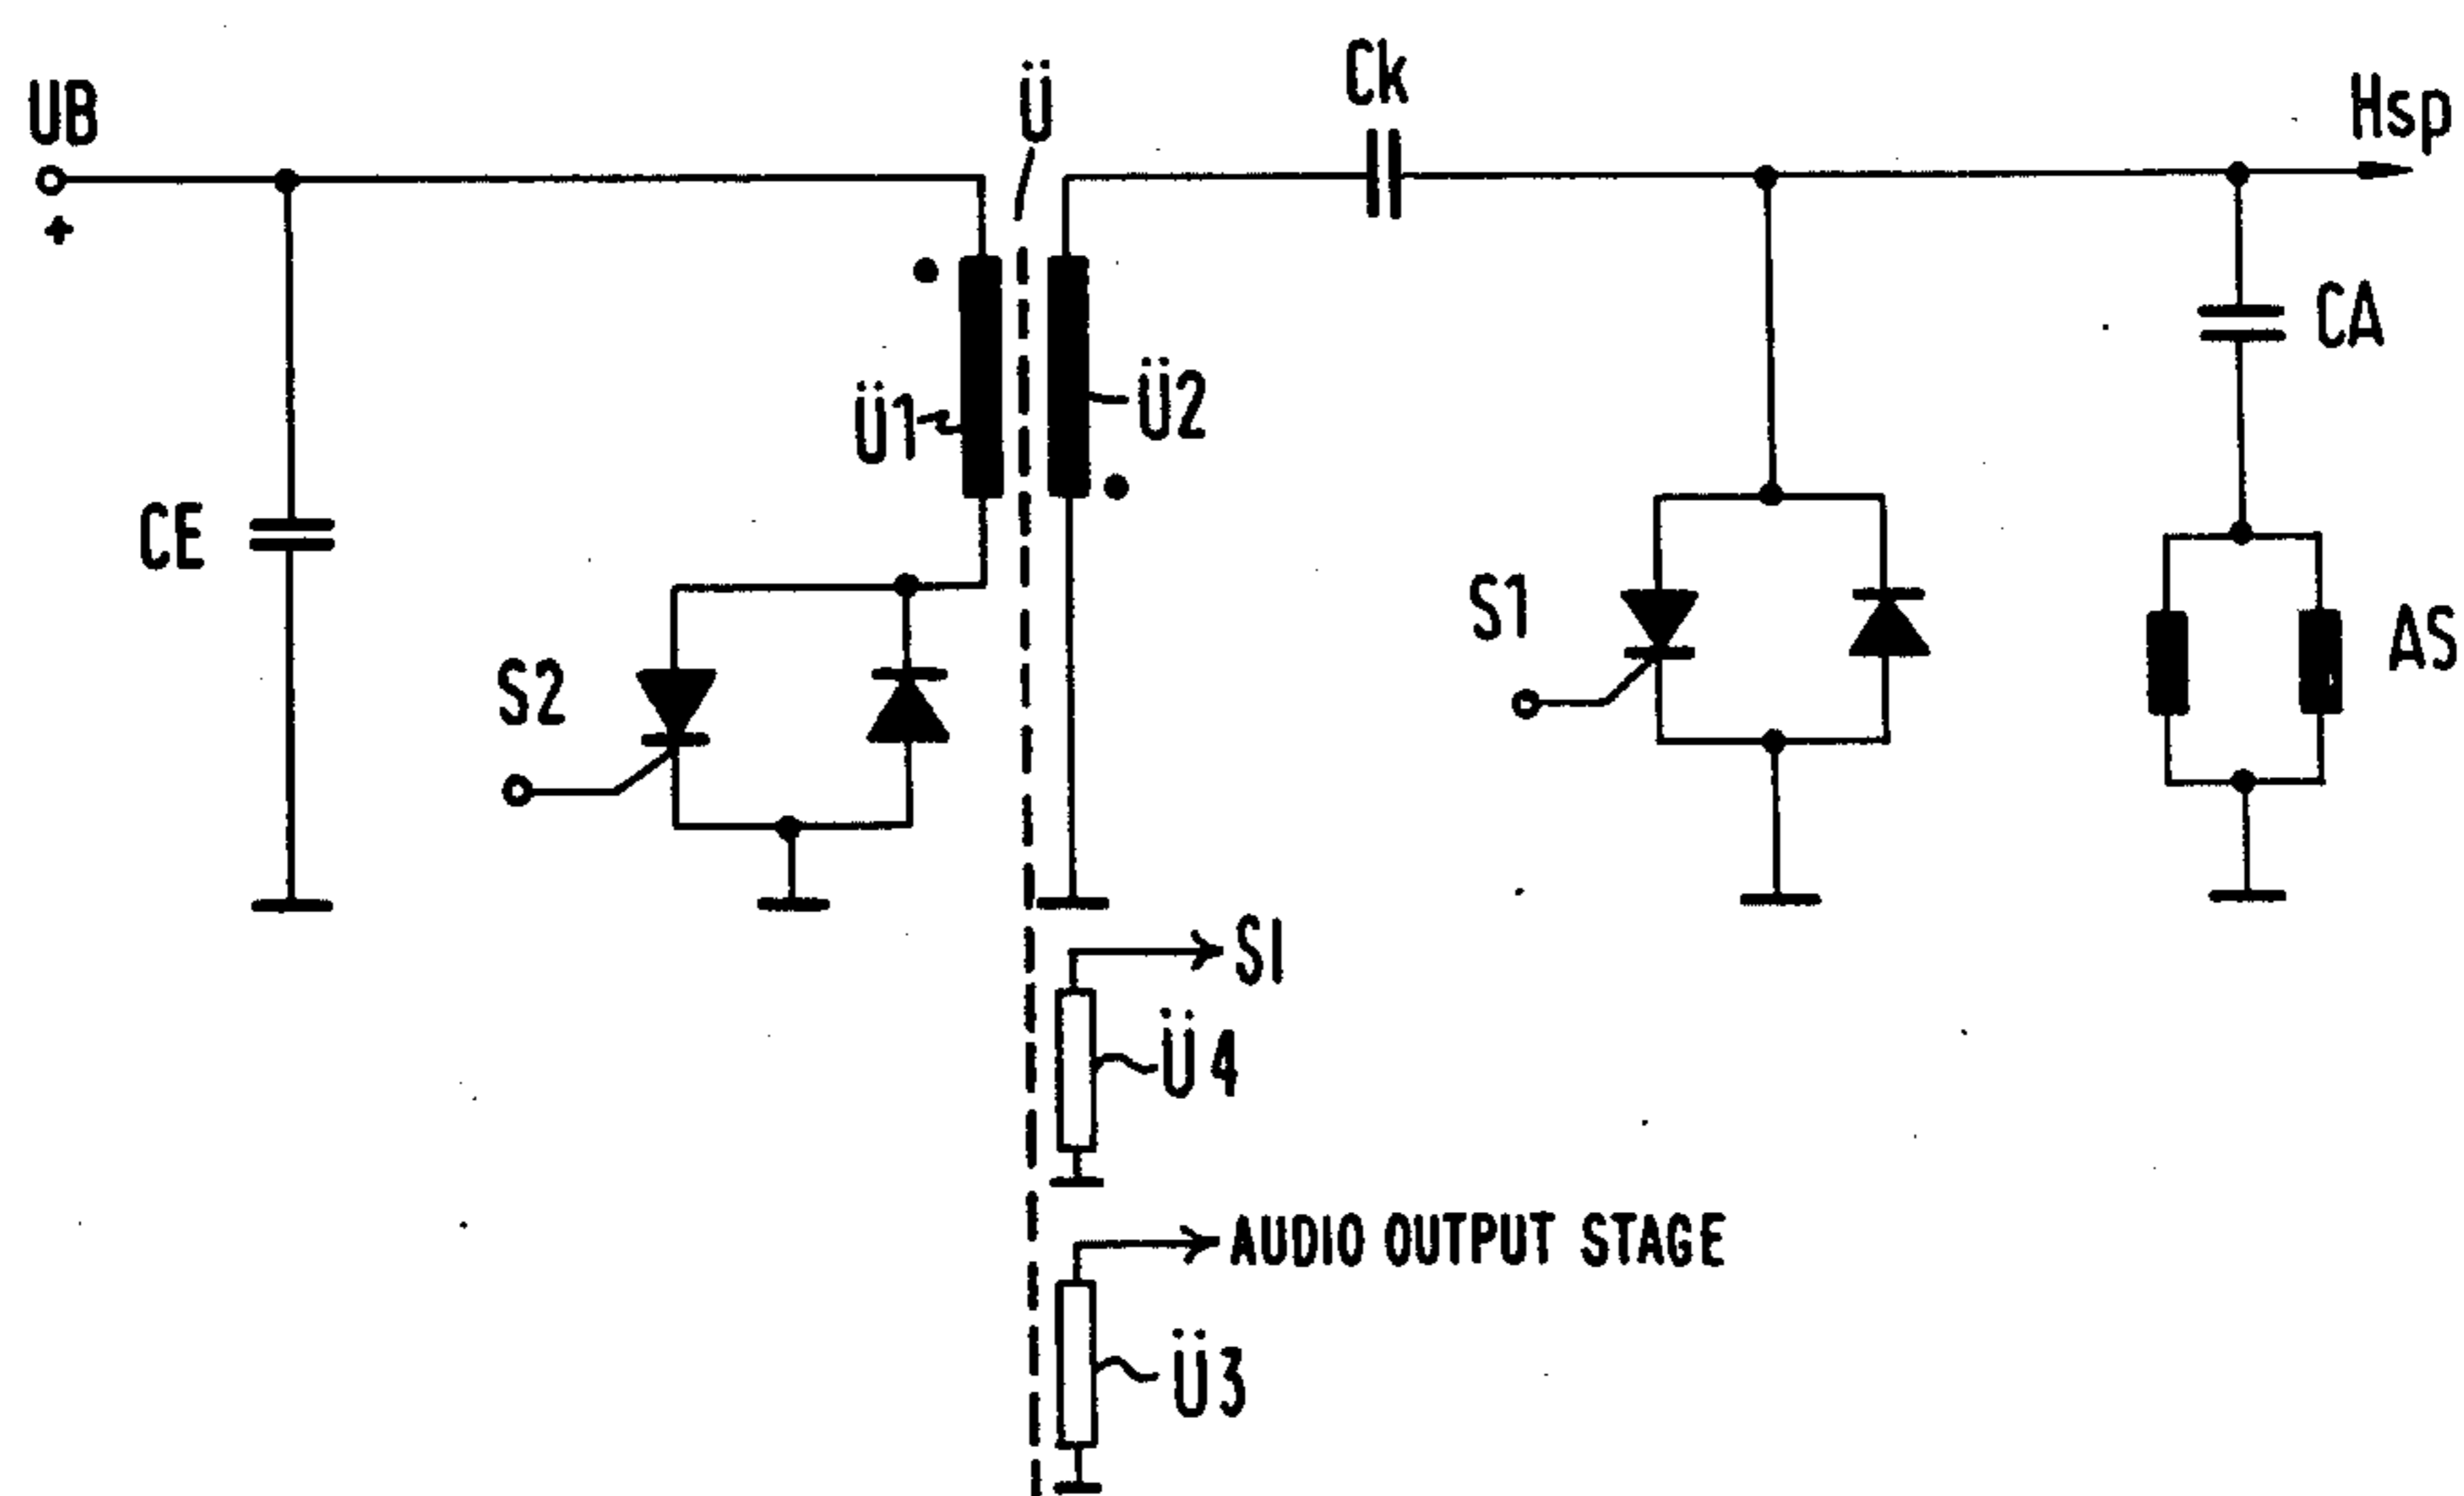 UB
+
Ü
Ck
Hsp
CE
Ü1
Ü2
CA
S2
S1
AS
SI
Ü4
AUDIO OUTPUT STAGE
Ü3